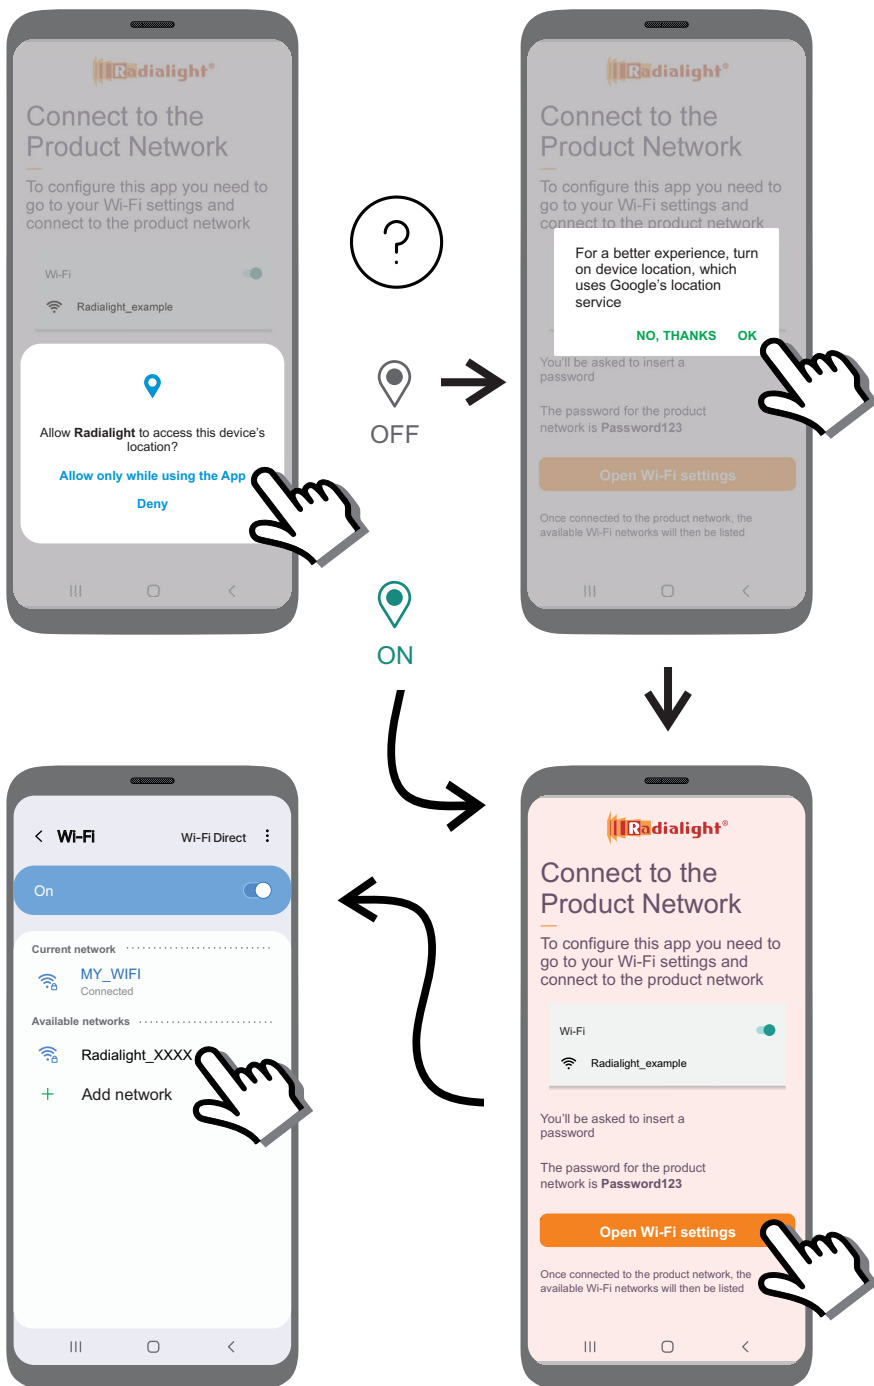 Radialight®
Connect to the
Product Network
To configure this app you need to
go to your Wi-Fi settings and
connect to the product network
Wi-Fi
Radialight_example
Allow Radialight to access this device's
location?
Allow only while using the App
Deny
?
OFF
ON
Radialight®
Connect to the
Product Network
To configure this app you need to
go to your Wi-Fi settings and
connect to the product network
For a better experience, turn
on device location, which
uses Google's location
service
NO, THANKS OK
You'll be asked to insert a
password
The password for the product
network is Password123
Open Wi-Fi settings
Once connected to the product network, the
available Wi-Fi networks will then be listed
Wi-Fi Wi-Fi Direct
On
Current network
MY_WIFI
Connected
Available networks
Radialight_XXXX
+ Add network
Radialight®
Connect to the
Product Network
To configure this app you need to
go to your Wi-Fi settings and
connect to the product network
Wi-Fi
Radialight_example
You'll be asked to insert a
password
The password for the product
network is Password123
Open Wi-Fi settings
Once connected to the product network, the
available Wi-Fi networks will then be listed